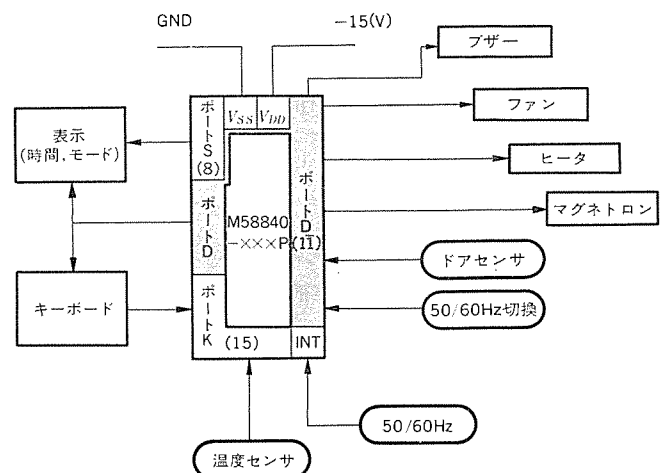 GND
−15(V)
ブザー
ファン
ヒータ
マグネトロン
ドアセンサ
50/60Hz切換
50/60Hz
温度センサ
表示
(時間,モード)
キーボード
ポートS
(8)
ポートD
ポートK
(15)
VSS
VDD
M58840
-×××P
ポートD
(11)
INT